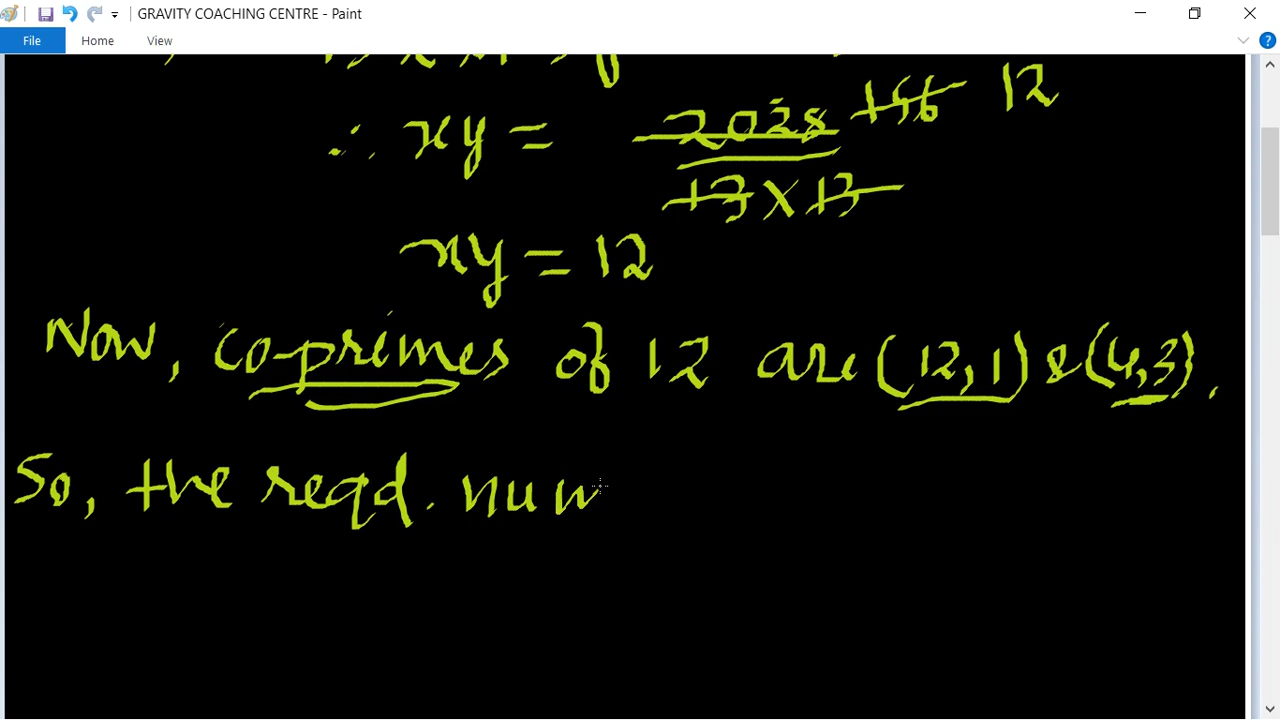 GRAVITY COACHING CENTRE - Paint
File Home View
∴ xy = 2028 156 12
13 x 13
xy = 12
Now, co-primes of 12 are (12,1) & (4,3).
So, the reqd. num